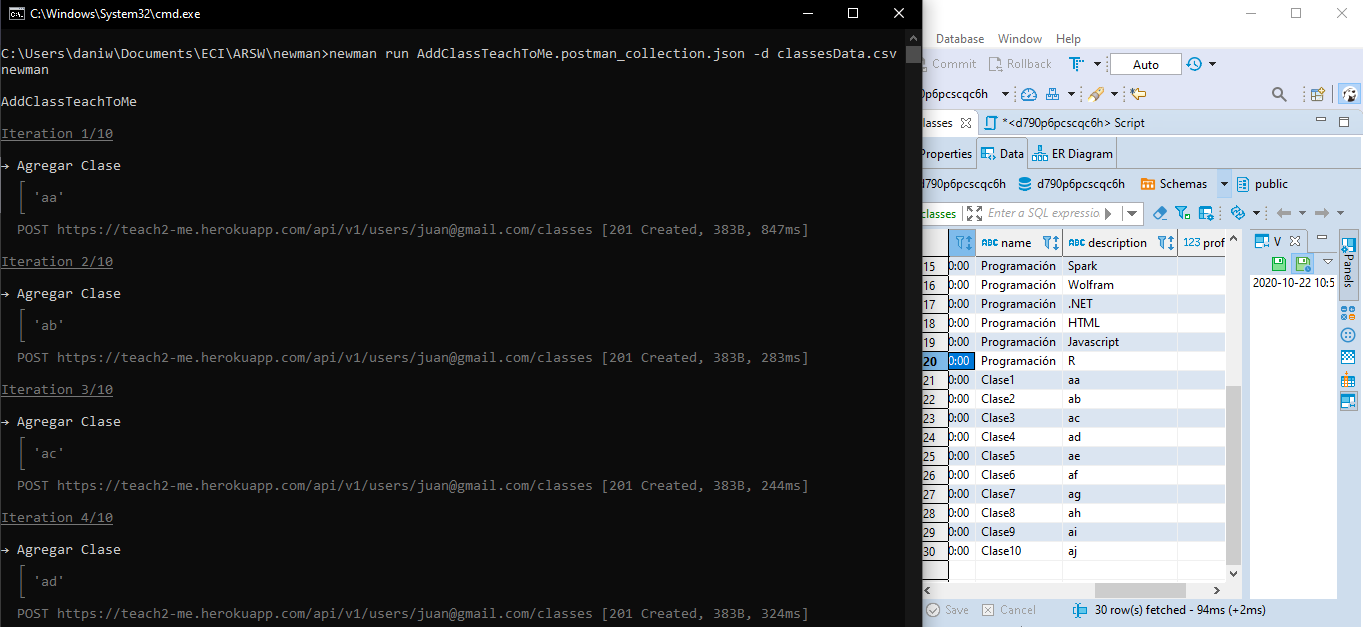 C:\Windows\System32\cmd.exe
C:\Users\daniw\Documents\ECI\ARSW\newman>newman run AddClassTeachToMe.postman_collection.json -d classesData.csv
newman
AddClassTeachToMe
Iteration 1/10
→ Agregar Clase
'aa'
POST https://teach2-me.herokuapp.com/api/v1/users/juan@gmail.com/classes [201 Created, 383B, 847ms]
Iteration 2/10
→ Agregar Clase
'ab'
POST https://teach2-me.herokuapp.com/api/v1/users/juan@gmail.com/classes [201 Created, 383B, 283ms]
Iteration 3/10
→ Agregar Clase
'ac'
POST https://teach2-me.herokuapp.com/api/v1/users/juan@gmail.com/classes [201 Created, 383B, 244ms]
Iteration 4/10
→ Agregar Clase
'ad'
POST https://teach2-me.herokuapp.com/api/v1/users/juan@gmail.com/classes [201 Created, 383B, 324ms]
Database Window Help
Commit Rollback Auto
0p6pcscqc6h
lasses *<d790p6pcscqc6h> Script
Properties Data ER Diagram
d790p6pcscqc6h d790p6pcscqc6h Schemas public
classes Enter a SQL expressio
ABC name ABC description 123 prof
15 0:00 Programación Spark
16 0:00 Programación Wolfram
17 0:00 Programación .NET
18 0:00 Programación HTML
19 0:00 Programación Javascript
20 0:00 Programación R
21 0:00 Clase1 aa
22 0:00 Clase2 ab
23 0:00 Clase3 ac
24 0:00 Clase4 ad
25 0:00 Clase5 ae
26 0:00 Clase6 af
27 0:00 Clase7 ag
28 0:00 Clase8 ah
29 0:00 Clase9 ai
30 0:00 Clase10 aj
V
2020-10-22 10:5
Panels
Save Cancel 30 row(s) fetched - 94ms (+2ms)